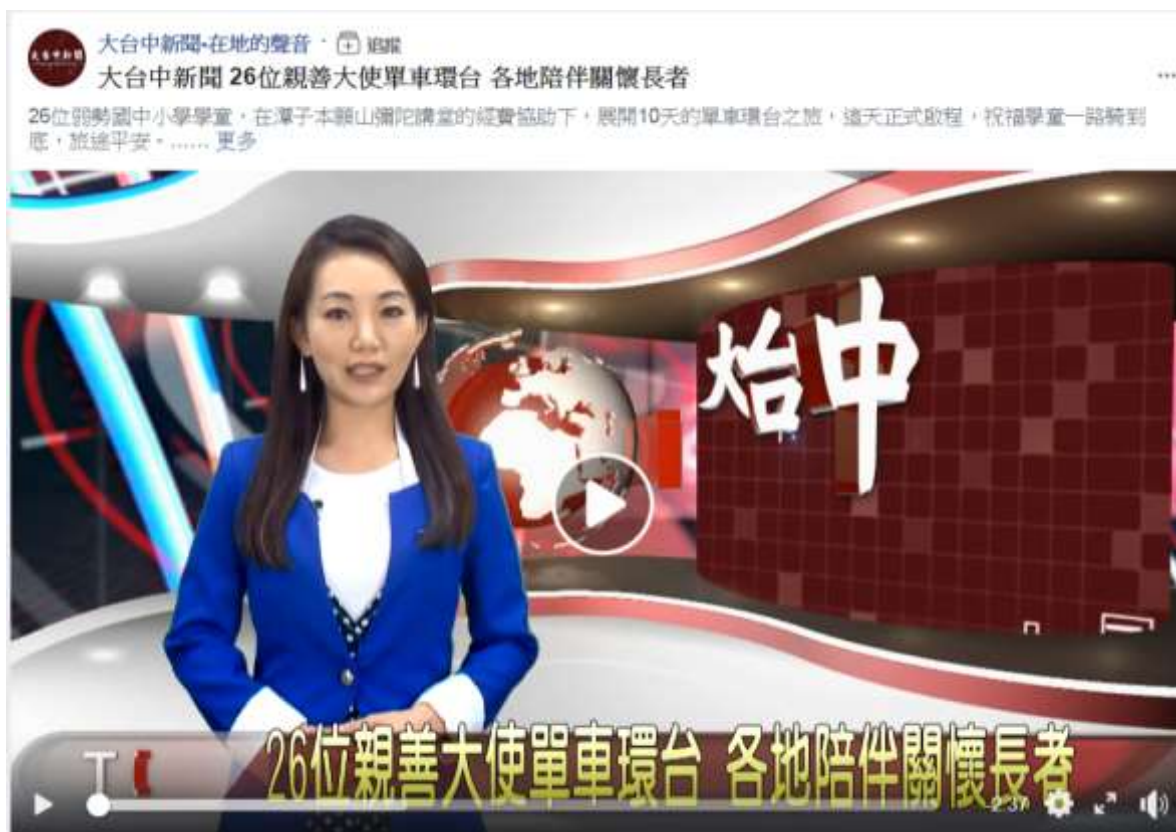 大台中新聞-在地的聲音 · 追蹤
大台中新聞 26位親善大使單車環台 各地陪伴關懷長者
26位弱勢國中小學學童，在潭子本願山彌陀講堂的經費協助下，展開10天的單車環台之旅，這天正式啟程，祝福學童一路騎到
底，旅途平安。...... 更多
大台中
26位親善大使單車環台 各地陪伴關懷長者
-2:37